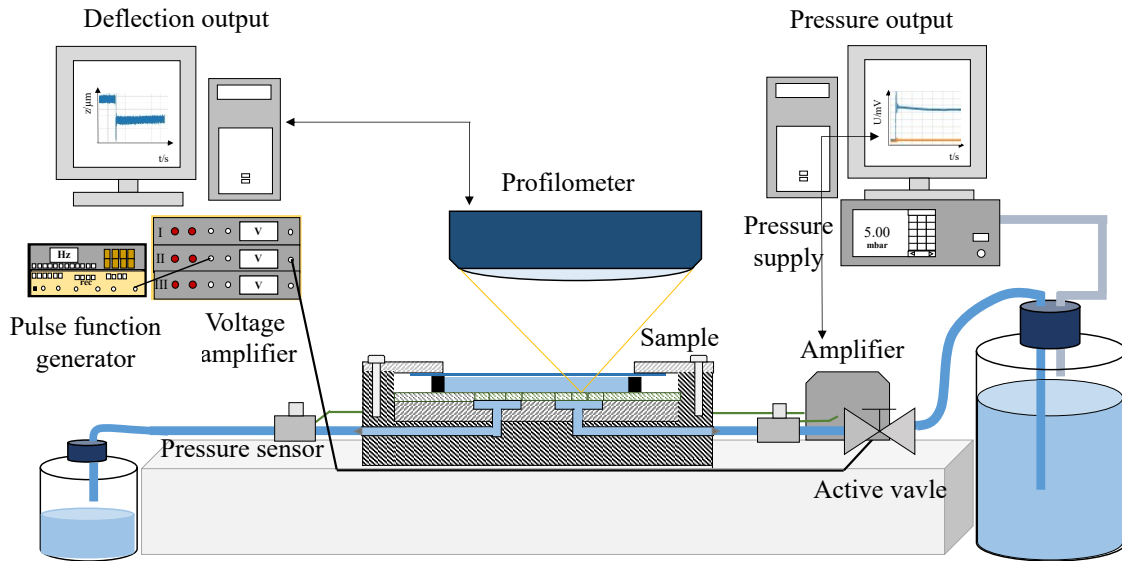 Deflection output
Pressure output
z/μm
t/s
U/mV
t/s
Profilometer
I
V
II
V
III
V
Hz
rec
5.00
mbar
Pressure
supply
Pulse function
generator
Voltage
amplifier
Sample
Amplifier
Pressure sensor
Active vavle